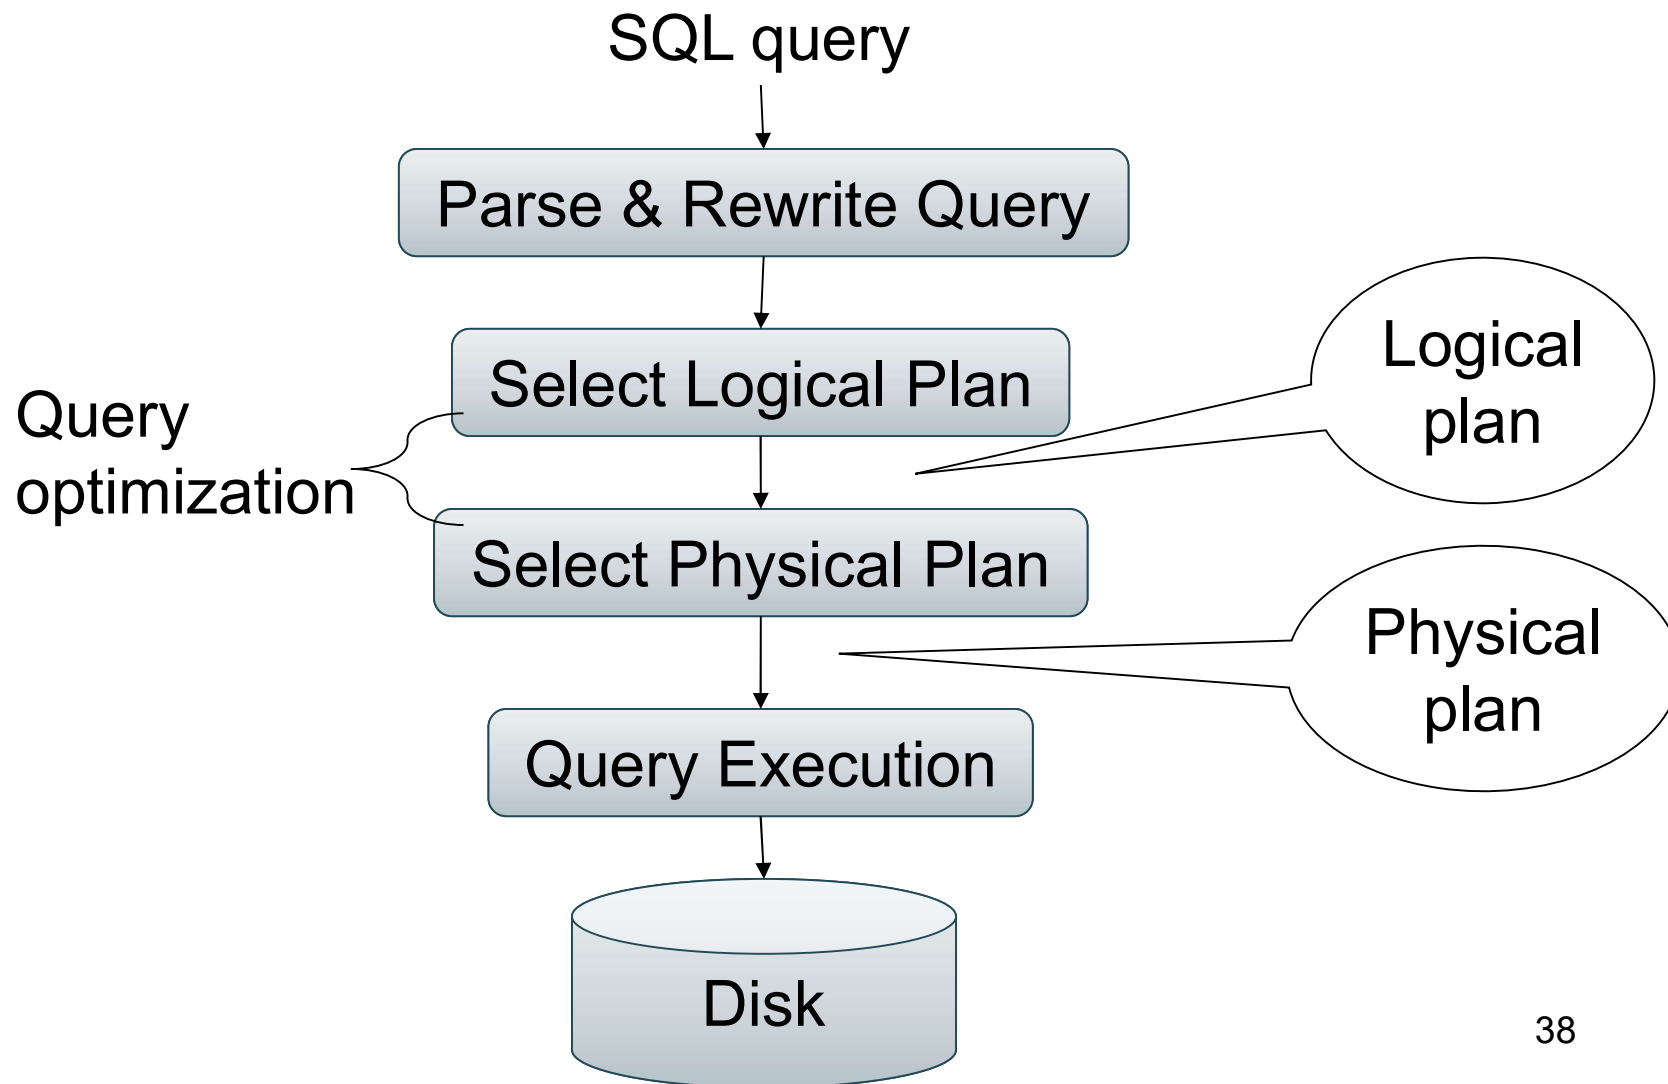 SQL query
Parse & Rewrite Query
Select Logical Plan
Logical
plan
Query
optimization
Select Physical Plan
Physical
plan
Query Execution
Disk
38